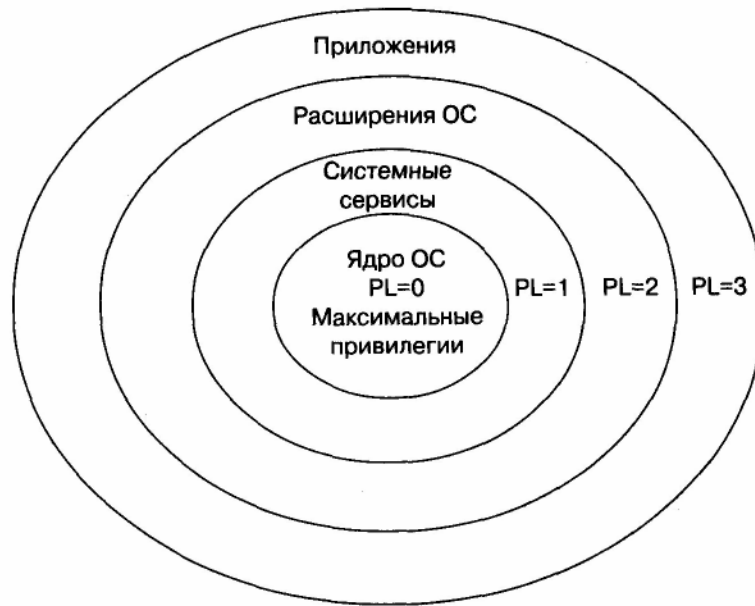 Приложения
Расширения ОС
Системные
сервисы
Ядро ОС
PL=0
PL=1
PL=2
PL=3
Максимальные
привилегии